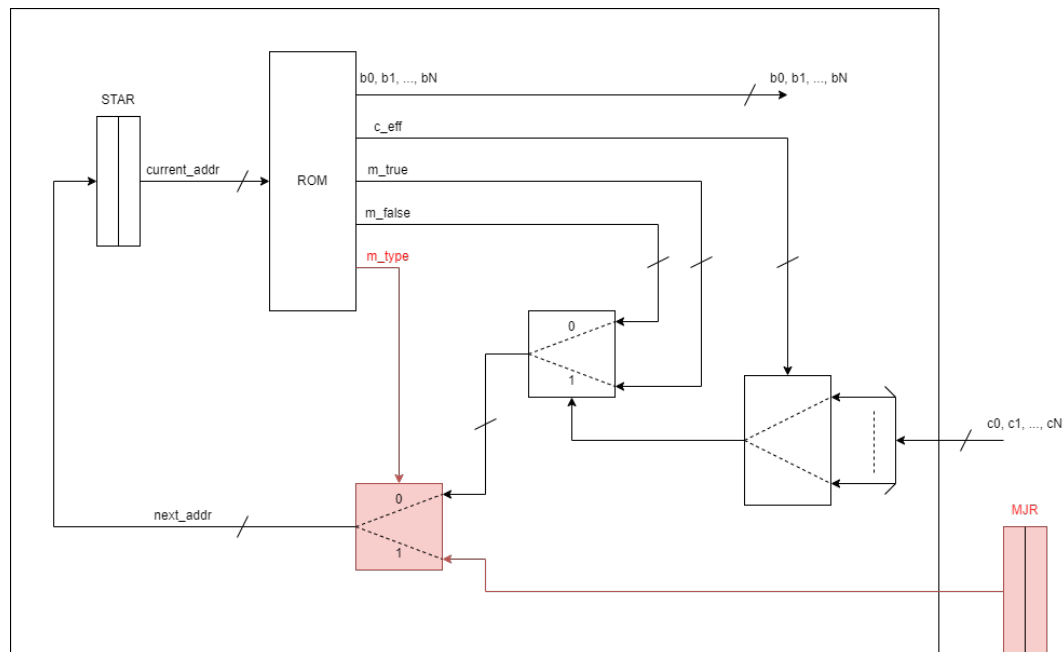 b0, b1, ..., bN
b0, b1, ..., bN
STAR
c_eff
current_addr
ROM
m_true
m_false
m_type
0
1
c0, c1, ..., cN
0
next_addr
1
MJR